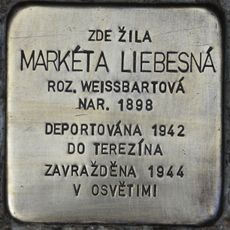 ZDE ŽILA
MARKÉTA LIEBESNÁ
ROZ. WEISSBARTOVÁ
NAR. 1898
DEPORTOVÁNA 1942
DO TEREZÍNA
ZAVRAŽDĚNA 1944
V OSVĚTIMI